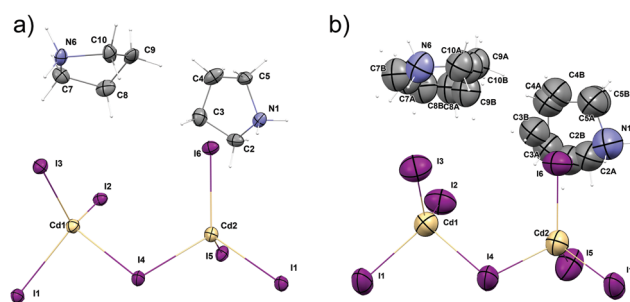 a)
N6
C10
C9
C7
C8
C4
C5
C3
N1
C2
I6
I3
I2
Cd1
Cd2
I4
I5
I1
I1
b)
N6
C10A
C9A
C7B
C10B
C7A
C8B
C8A
C9B
C4B
C4A
C5B
C5A
C3B
N1
C3A
C2B
C2A
I3
I6
I2
Cd1
Cd2
I5
I4
I1